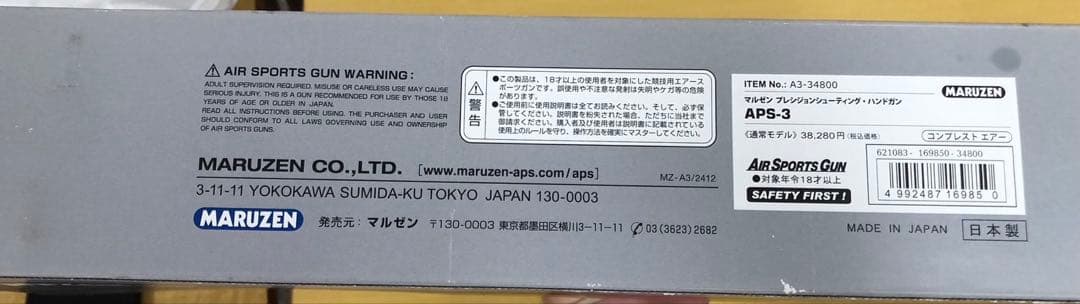 ⚠ AIR SPORTS GUN WARNING:
ADULT SUPERVISION REQUIRED. MISUSE OR CARELESS USE MAY CAUSE
SERIOUS INJURY. THIS IS A GUN RECOMMENDED FOR USE BY THOSE 18
YEARS OF AGE OR OLDER IN JAPAN.
READ ALL INSTRUCTIONS BEFORE USING. THE PURCHASER AND USER
SHOULD CONFORM TO ALL LAWS GOVERNING USE AND OWNERSHIP
OF AIR SPORTS GUNS.
⚠警告
●この製品は、18才以上の使用者を対象にした競技用エアース
ポーツガンです。誤使用や不注意な発射は失明やケガ等の危険
があります。
●ご使用前に使用説明書は全てお読みください。そして、必ず保
管してください。説明書を紛失された場合、ただちに当社まで
御請求ください。購入者及び使用者は説明書に記載されている
使用上のルールを守り、操作方法を確実にマスターしてください。
MARUZEN CO.,LTD. [www.maruzen-aps.com/aps]
MZ-A3/2412
3-11-11 YOKOKAWA SUMIDA-KU TOKYO JAPAN 130-0003
MARUZEN 発売元: マルゼン 〒130-0003 東京都墨田区横川3-11-11 03(3623)2682
ITEM No.: A3-34800
MARUZEN
マルゼン プレシジョンシューティング・ハンドガン
APS-3
《通常モデル》38,280円(税込価格)
コンプレスト エアー
AIR SPORTS GUN
●対象年令18才以上
SAFETY FIRST!
621083-169850-34800
4 992487 169850
MADE IN JAPAN
日本製